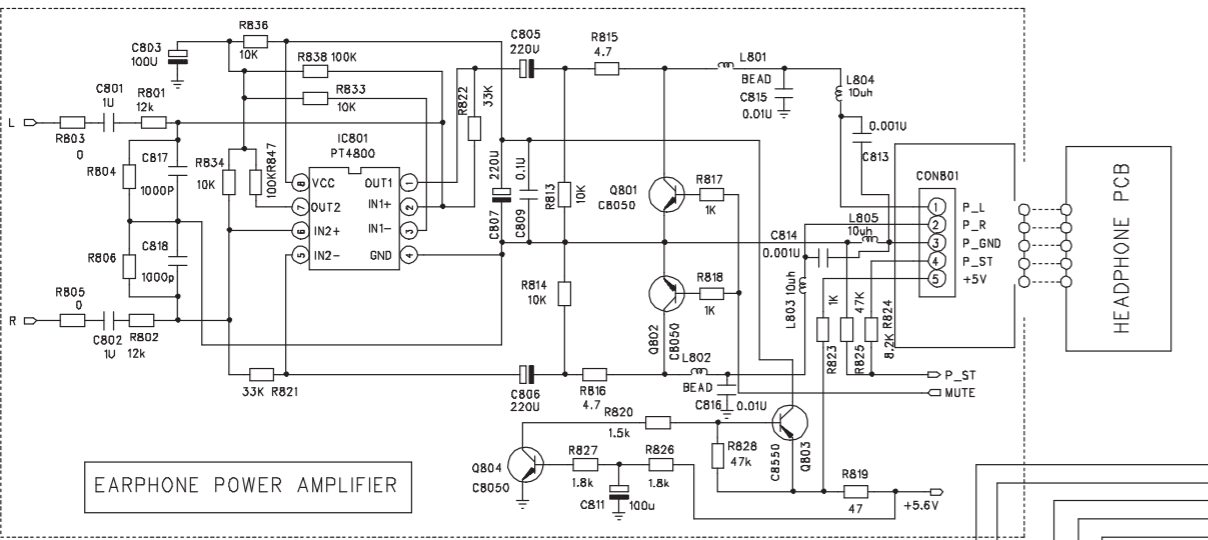 R836
10K
C803
100U
R838 100K
R833
10K
C801
1U
R801
12k
L
R803
0
R804
C817
1000P
R834
10K
R847
100K
IC801
PT4800
8 VCC OUT1 1
7 OUT2 IN1+ 2
6 IN2+ IN1- 3
5 IN2- GND 4
R822
33K
C805
220U
R815
4.7
L801
BEAD
C815
0.01U
L804
10uh
0.001U
C813
220U
C807
0.1U
C809
R813
10K
Q801
C8050
R817
1K
CON801
1 P_L
2 P_R
3 P_GND
4 P_ST
5 +5V
HEADPHONE PCB
L805
10uh
C814
0.001U
L803 10uh
R806
C818
1000p
R805
0
R
C802
1U
R802
12k
R814
10K
Q802
C8050
R818
1K
1K
R823
47K
R825
8.2K R824
33K R821
C806
220U
R816
4.7
L802
BEAD
C816
0.01U
P_ST
MUTE
R820
1.5k
Q804
C8050
R827
1.8k
R826
1.8k
C811
100u
R828
47k
C8550
Q803
R819
47
+5.6V
EARPHONE POWER AMPLIFIER